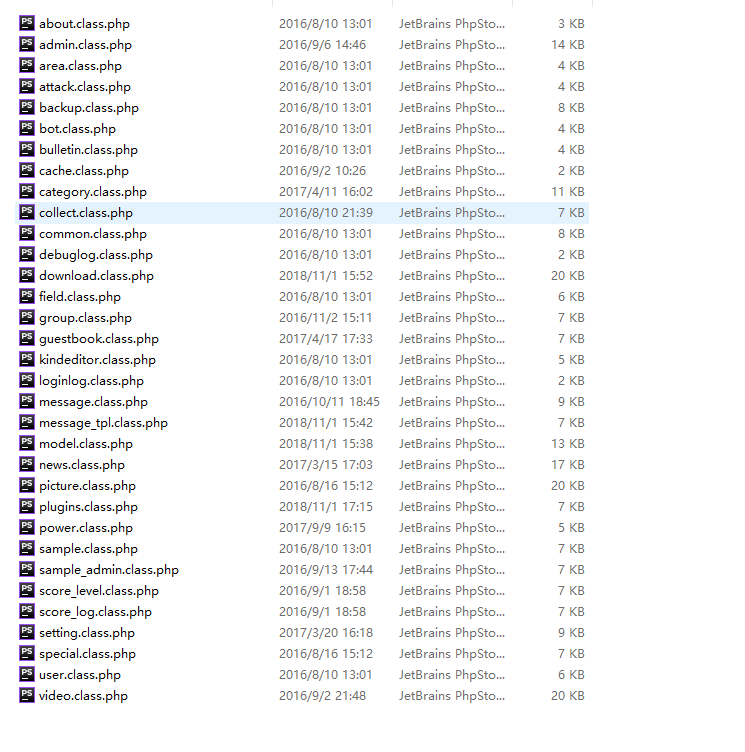 about.class.php 2016/8/10 13:01 JetBrains PhpSto... 3 KB
admin.class.php 2016/9/6 14:46 JetBrains PhpSto... 14 KB
area.class.php 2016/8/10 13:01 JetBrains PhpSto... 4 KB
attack.class.php 2016/8/10 13:01 JetBrains PhpSto... 4 KB
backup.class.php 2016/8/10 13:01 JetBrains PhpSto... 8 KB
bot.class.php 2016/8/10 13:01 JetBrains PhpSto... 4 KB
bulletin.class.php 2016/8/10 13:01 JetBrains PhpSto... 4 KB
cache.class.php 2016/9/2 10:26 JetBrains PhpSto... 2 KB
category.class.php 2017/4/11 16:02 JetBrains PhpSto... 11 KB
collect.class.php 2016/8/10 21:39 JetBrains PhpSto... 7 KB
common.class.php 2016/8/10 13:01 JetBrains PhpSto... 8 KB
debuglog.class.php 2016/8/10 13:01 JetBrains PhpSto... 2 KB
download.class.php 2018/11/1 15:52 JetBrains PhpSto... 20 KB
field.class.php 2016/8/10 13:01 JetBrains PhpSto... 6 KB
group.class.php 2016/11/2 15:11 JetBrains PhpSto... 7 KB
guestbook.class.php 2017/4/17 17:33 JetBrains PhpSto... 7 KB
kindeditor.class.php 2016/8/10 13:01 JetBrains PhpSto... 5 KB
loginlog.class.php 2016/8/10 13:01 JetBrains PhpSto... 2 KB
message.class.php 2016/10/11 18:45 JetBrains PhpSto... 9 KB
message_tpl.class.php 2018/11/1 15:42 JetBrains PhpSto... 7 KB
model.class.php 2018/11/1 15:38 JetBrains PhpSto... 13 KB
news.class.php 2017/3/15 17:03 JetBrains PhpSto... 17 KB
picture.class.php 2016/8/16 15:12 JetBrains PhpSto... 20 KB
plugins.class.php 2018/11/1 17:15 JetBrains PhpSto... 7 KB
power.class.php 2017/9/9 16:15 JetBrains PhpSto... 5 KB
sample.class.php 2016/8/10 13:01 JetBrains PhpSto... 7 KB
sample_admin.class.php 2016/9/13 17:44 JetBrains PhpSto... 7 KB
score_level.class.php 2016/9/1 18:58 JetBrains PhpSto... 7 KB
score_log.class.php 2016/9/1 18:58 JetBrains PhpSto... 7 KB
setting.class.php 2017/3/20 16:18 JetBrains PhpSto... 9 KB
special.class.php 2016/8/16 15:12 JetBrains PhpSto... 7 KB
user.class.php 2016/8/10 13:01 JetBrains PhpSto... 6 KB
video.class.php 2016/9/2 21:48 JetBrains PhpSto... 20 KB